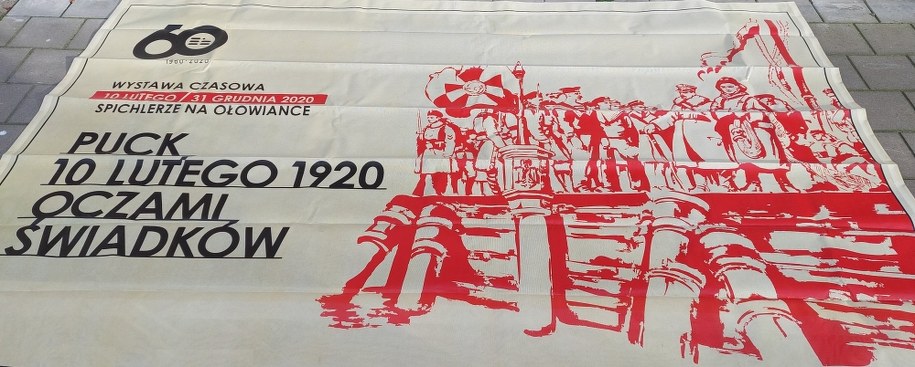 60
1960-2020
WYSTAWA CZASOWA
10 LUTEGO / 31 GRUDNIA 2020
SPICHLERZE NA OŁOWIANCE
PUCK
10 LUTEGO 1920
OCZAMI
ŚWIADKÓW